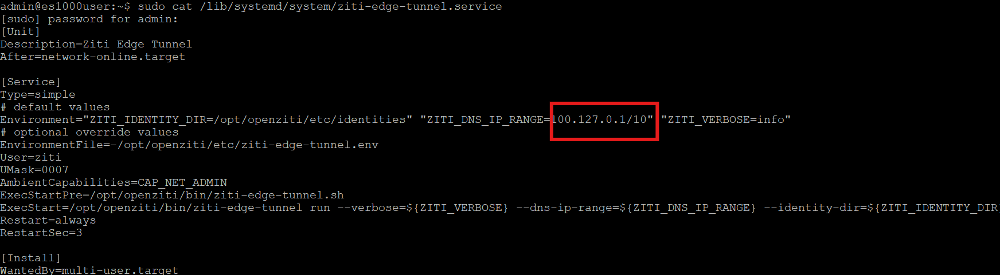 admin@es1000user:~$ sudo cat /lib/systemd/system/ziti-edge-tunnel.service
[sudo] password for admin:
[Unit]
Description=Ziti Edge Tunnel
After=network-online.target
[Service]
Type=simple
# default values
Environment="ZITI_IDENTITY_DIR=/opt/openziti/etc/identities" "ZITI_DNS_IP_RANGE=100.127.0.1/10" "ZITI_VERBOSE=info"
# optional override values
EnvironmentFile=-/opt/openziti/etc/ziti-edge-tunnel.env
User=ziti
UMask=0007
AmbientCapabilities=CAP_NET_ADMIN
ExecStartPre=/opt/openziti/bin/ziti-edge-tunnel.sh
ExecStart=/opt/openziti/bin/ziti-edge-tunnel run --verbose=${ZITI_VERBOSE} --dns-ip-range=${ZITI_DNS_IP_RANGE} --identity-dir=${ZITI_IDENTITY_DIR
Restart=always
RestartSec=3
[Install]
WantedBy=multi-user.target